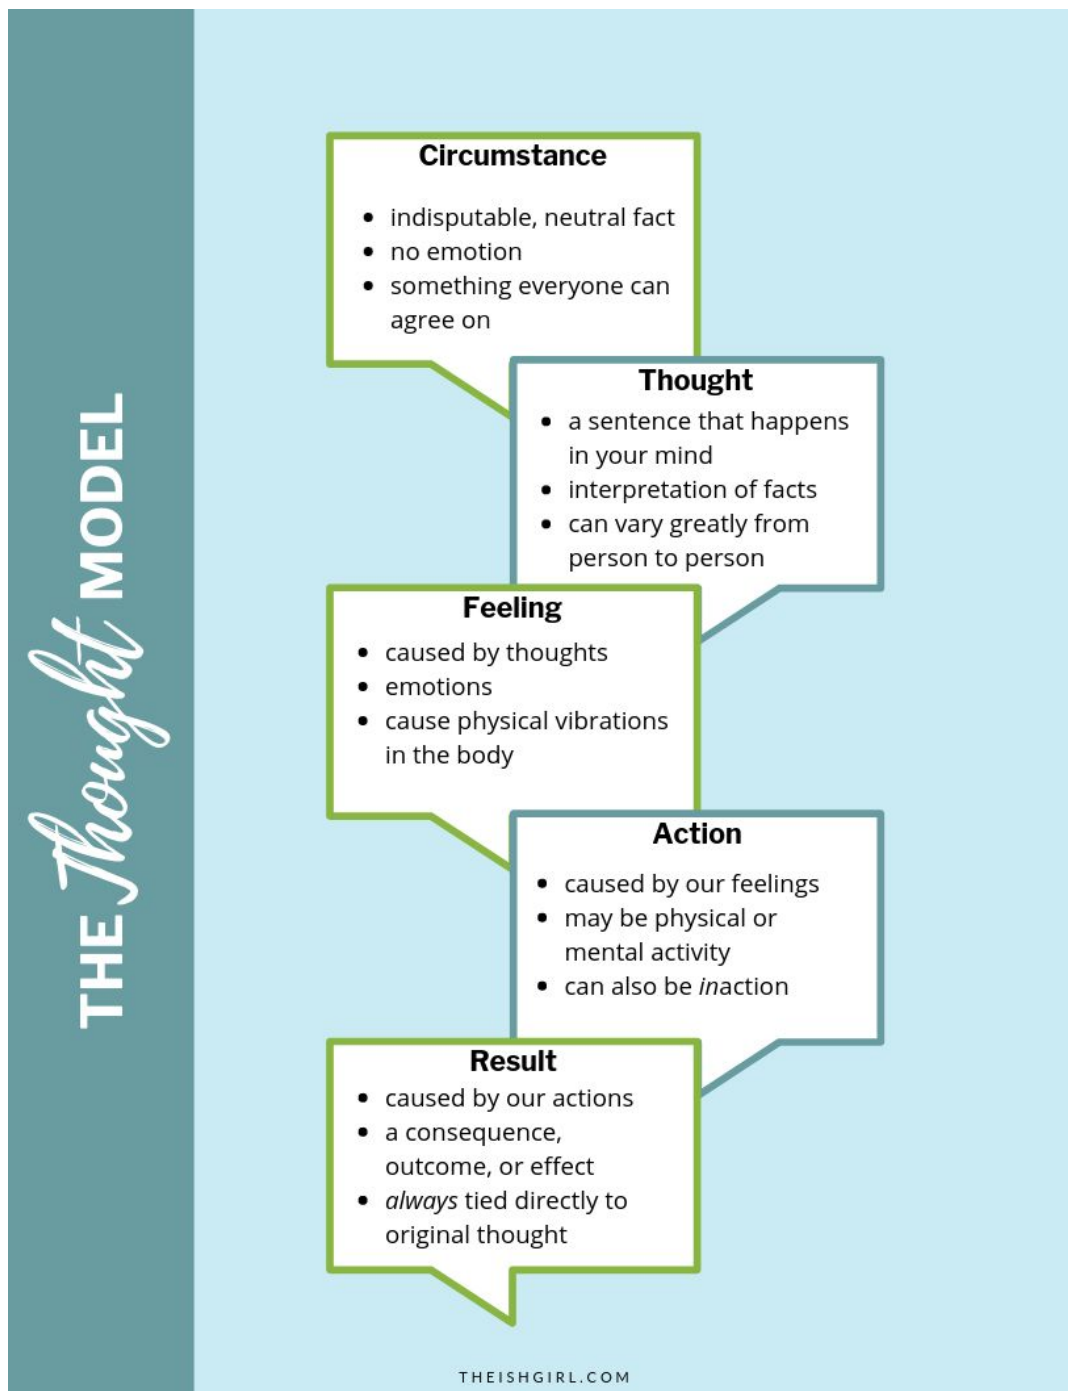 THE Thought MODEL
Circumstance
• indisputable, neutral fact
• no emotion
• something everyone can
agree on
Thought
• a sentence that happens
in your mind
• interpretation of facts
• can vary greatly from
person to person
Feeling
• caused by thoughts
• emotions
• cause physical vibrations
in the body
Action
• caused by our feelings
• may be physical or
mental activity
• can also be inaction
Result
• caused by our actions
• a consequence,
outcome, or effect
• always tied directly to
original thought
THEISHGIRL.COM